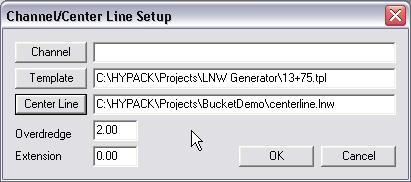 Channel/Center Line Setup
Channel
Template C:\HYPACK\Projects\LNW Generator\13+75.tpl
Center Line C:\HYPACK\Projects\BucketDemo\centerline.lnw
Overdredge 2.00
Extension 0.00
OK Cancel